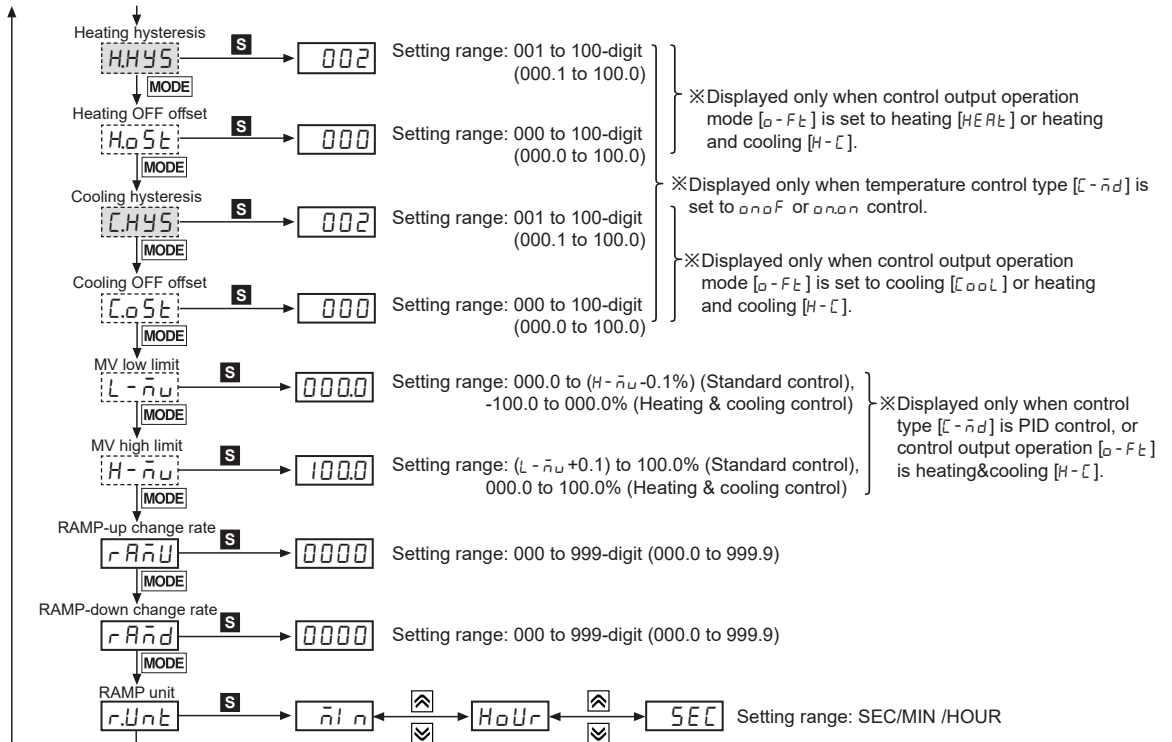 Heating hysteresis
H.HYS
S
002
Setting range: 001 to 100-digit
(000.1 to 100.0)
MODE
※Displayed only when control output operation
mode [o-Ft] is set to heating [HEAt] or heating
and cooling [H-C].
Heating OFF offset
H.oSt
S
000
Setting range: 000 to 100-digit
(000.0 to 100.0)
MODE
※Displayed only when temperature control type [C-md] is
set to onoF or on.on control.
Cooling hysteresis
C.HYS
S
002
Setting range: 001 to 100-digit
(000.1 to 100.0)
MODE
※Displayed only when control output operation
mode [o-Ft] is set to cooling [CooL] or heating
and cooling [H-C].
Cooling OFF offset
C.oSt
S
000
Setting range: 000 to 100-digit
(000.0 to 100.0)
MODE
MV low limit
L-mv
S
000.0
Setting range: 000.0 to (H-mv-0.1%) (Standard control),
-100.0 to 000.0% (Heating & cooling control)
MODE
※Displayed only when control
type [C-md] is PID control, or
control output operation [o-Ft]
is heating&cooling [H-C].
MV high limit
H-mv
S
100.0
Setting range: (L-mv+0.1) to 100.0% (Standard control),
000.0 to 100.0% (Heating & cooling control)
MODE
RAMP-up change rate
rAmU
S
0000
Setting range: 000 to 999-digit (000.0 to 999.9)
MODE
RAMP-down change rate
rAmd
S
0000
Setting range: 000 to 999-digit (000.0 to 999.9)
MODE
RAMP unit
r.Unt
S
mIn
HoUr
SEC
Setting range: SEC/MIN /HOUR